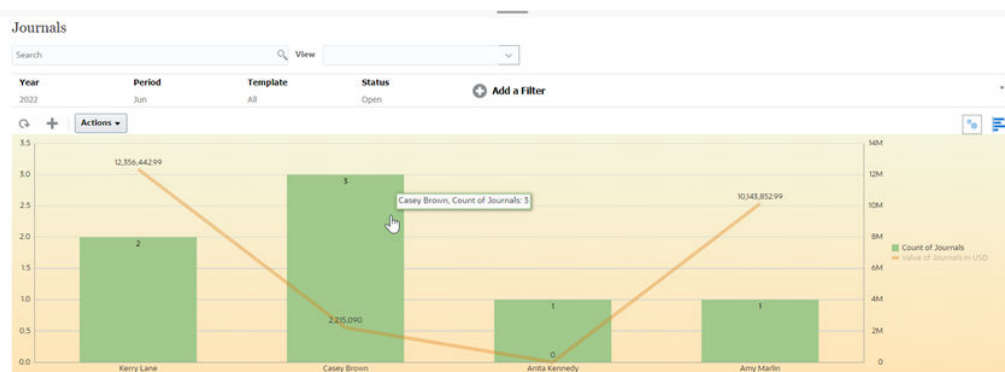 Journals
Search
View
Year Period Template Status
Add a Filter
2022 Jun All Open
Actions
3.5 14M
12,356,442.99
3.0 3 12M
Casey Brown, Count of Journals: 3
10,143,852.99
2.5 10M
2.0 2 8M
Count of Journals
Value of Journals in USD
1.5 6M
1.0 1 1 4M
2,215,090
0.5 2M
0
0.0 0
Kerry Lane Casey Brown Anita Kennedy Amy Marlin